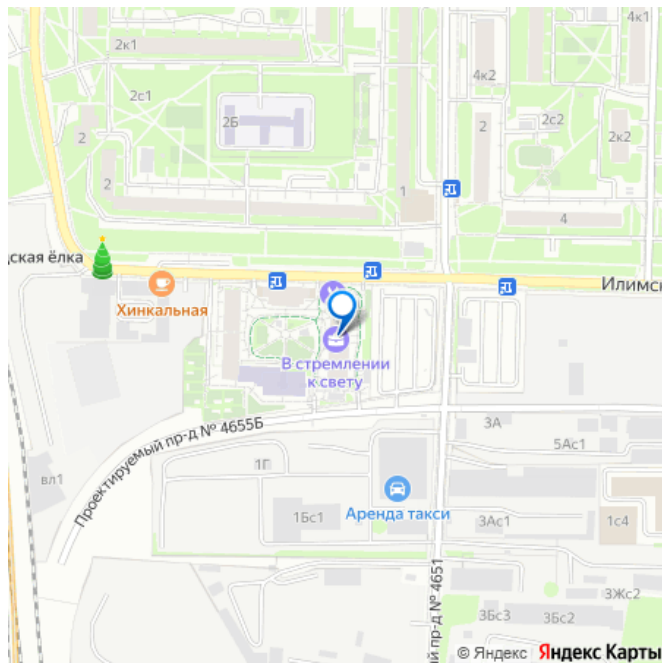 2к1
4к1
4к2
2с1
2Б
2
2
2
2с2
2к2
1
4
дская ёлка
Хинкальная
Илимск
В стремлении
к свету
Проектируемый пр-д № 4655Б
3А
5Ас1
1Г
вл1
Аренда такси
1Бс1
3Ас1
1с4
ый пр-д № 4651
3Жс2
3Бс3
3Бс2
© Яндекс Яндекс Карты